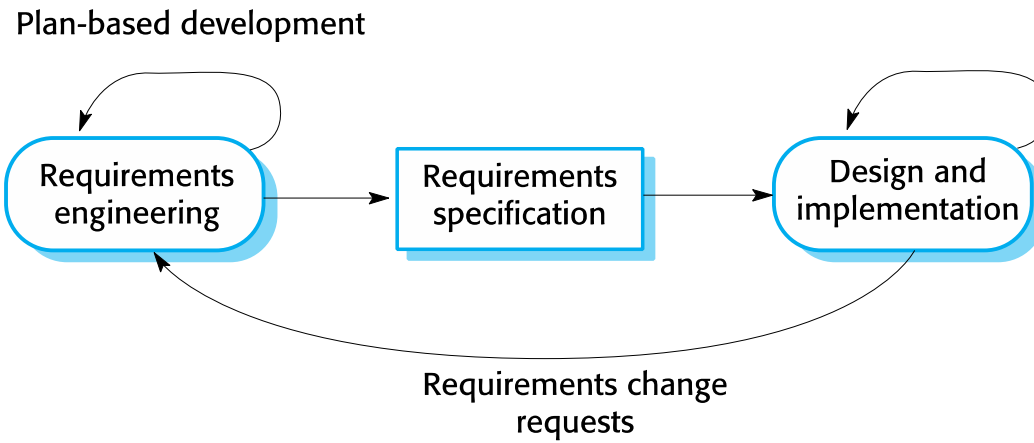 Plan-based development
Requirements
engineering
Requirements
specification
Design and
implementation
Requirements change
requests